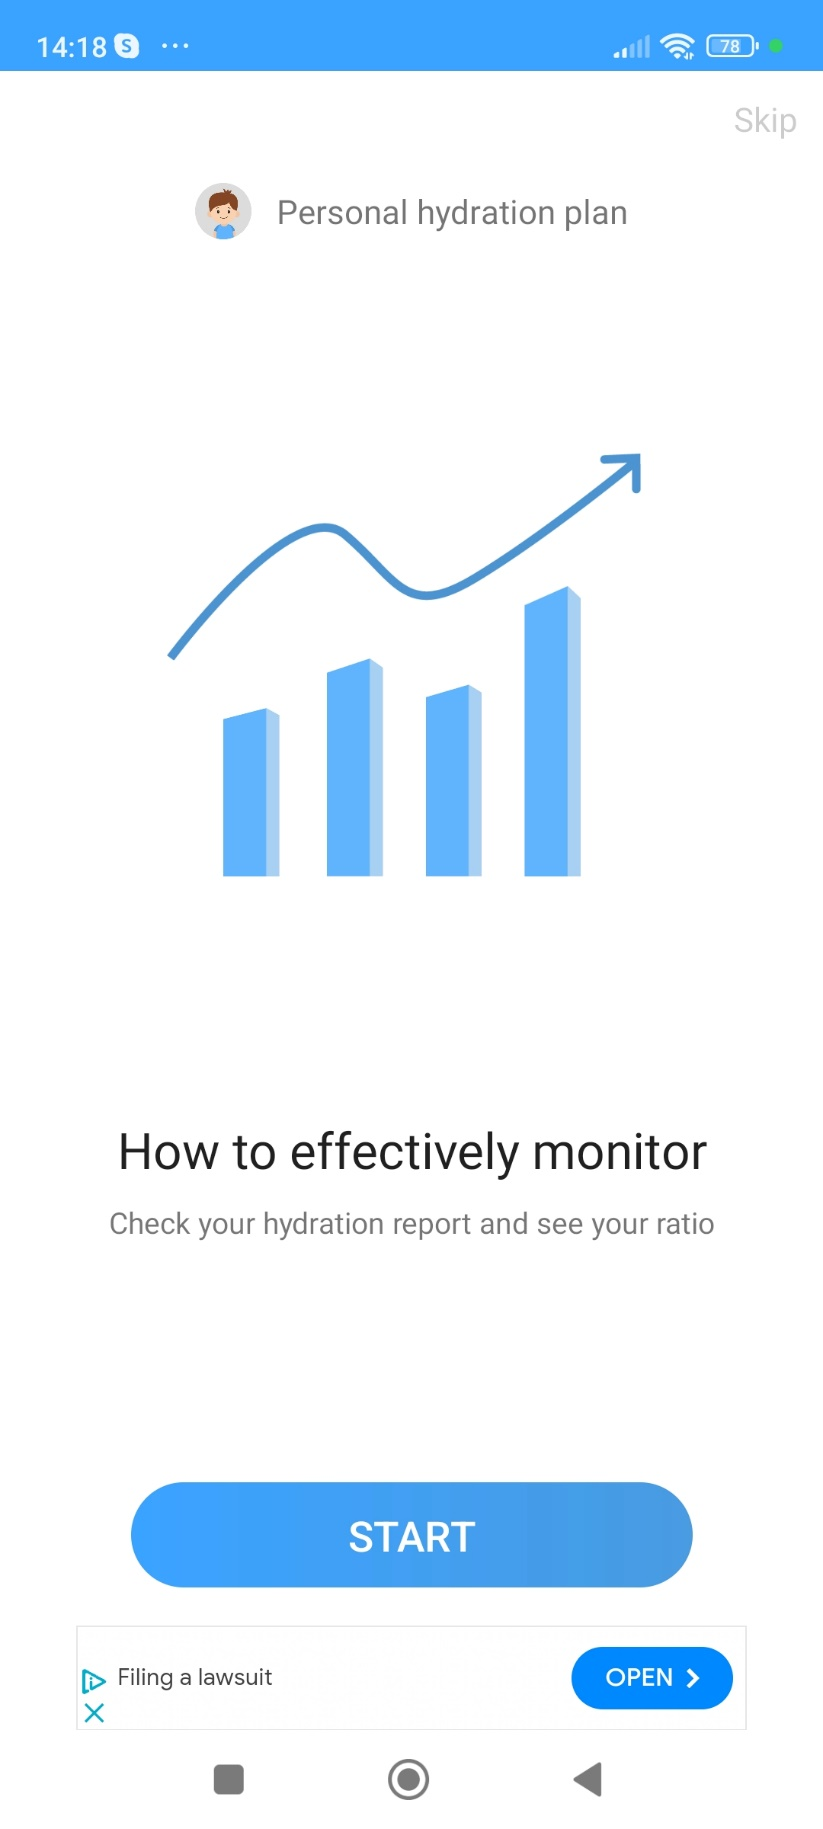 14:18 S ...
78
Skip
Personal hydration plan
How to effectively monitor
Check your hydration report and see your ratio
START
Filing a lawsuit
OPEN